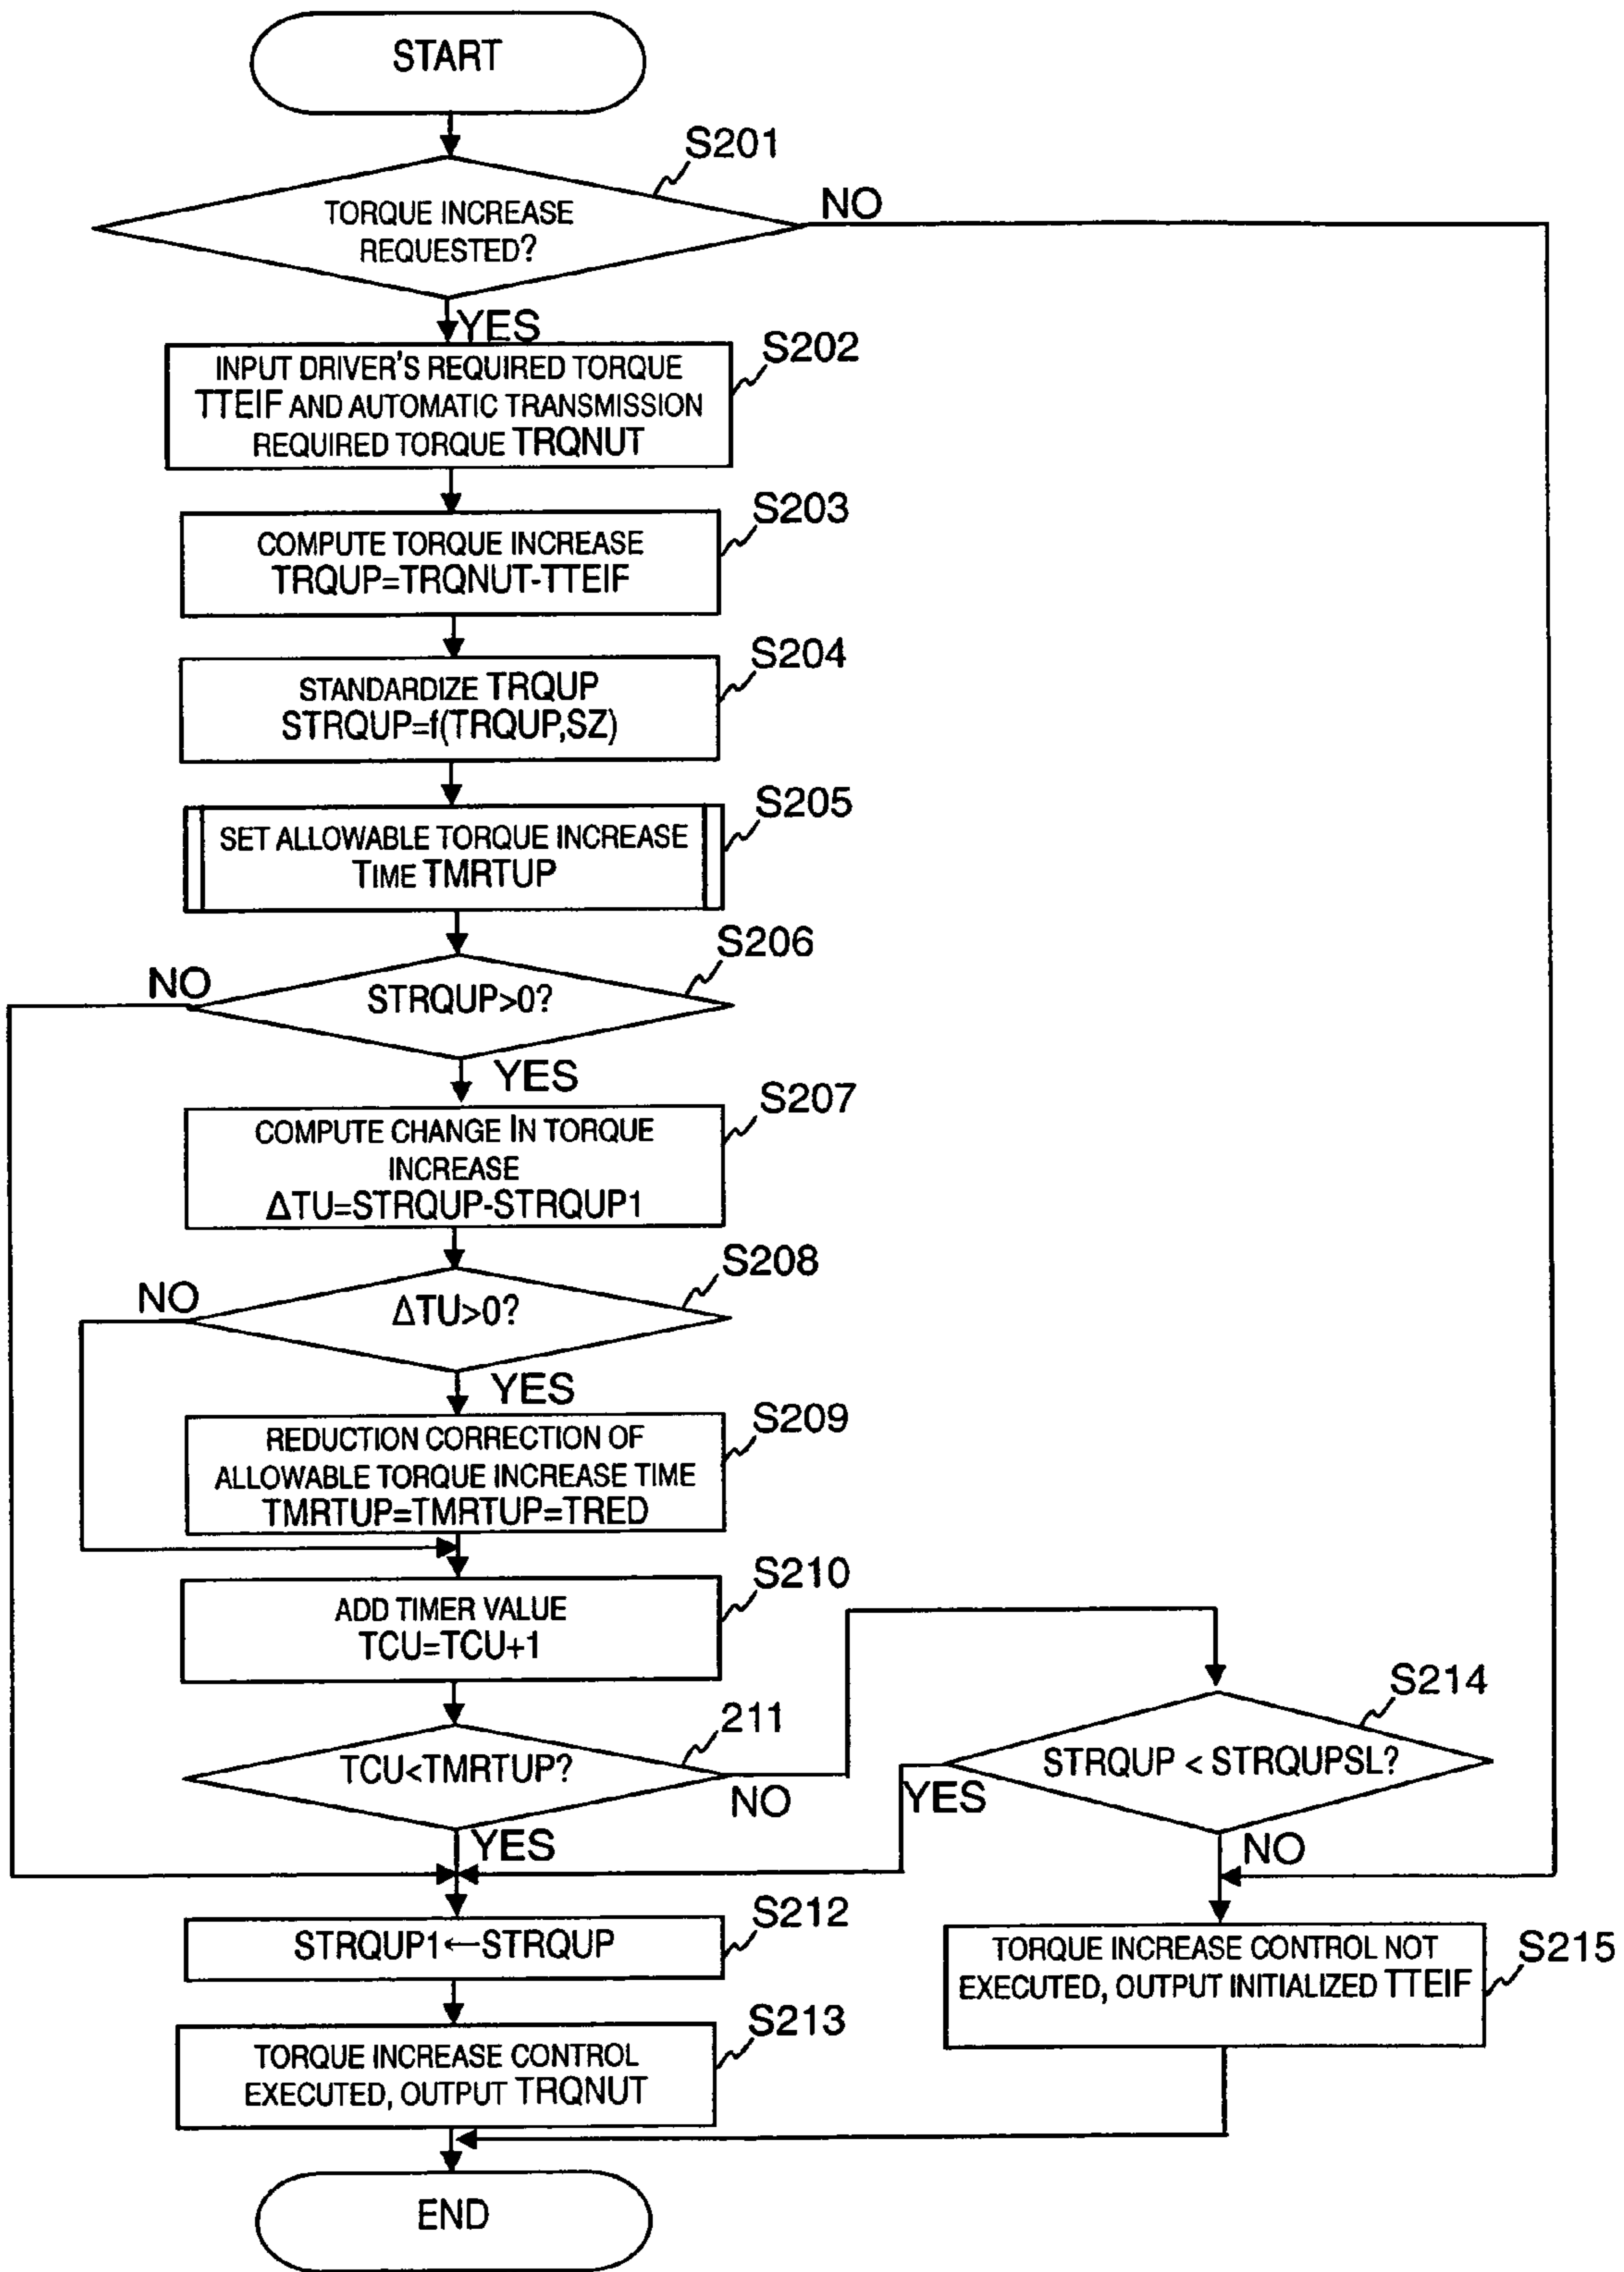 START
S201
TORQUE INCREASE
REQUESTED?
NO
YES
S202
INPUT DRIVER'S REQUIRED TORQUE
TTEIF AND AUTOMATIC TRANSMISSION
REQUIRED TORQUE TRQNUT
S203
COMPUTE TORQUE INCREASE
TRQUP=TRQNUT-TTEIF
S204
STANDARDIZE TRQUP
STRQUP=f(TRQUP,SZ)
S205
SET ALLOWABLE TORQUE INCREASE
TIME TMRTUP
S206
NO
STRQUP>0?
YES
S207
COMPUTE CHANGE IN TORQUE
INCREASE
ΔTU=STRQUP-STRQUP1
S208
NO
ΔTU>0?
YES
S209
REDUCTION CORRECTION OF
ALLOWABLE TORQUE INCREASE TIME
TMRTUP=TMRTUP=TRED
S210
ADD TIMER VALUE
TCU=TCU+1
211
TCU<TMRTUP?
NO
YES
S214
STRQUP < STRQUPSL?
YES
NO
S212
STRQUP1←STRQUP
S213
TORQUE INCREASE CONTROL
EXECUTED, OUTPUT TRQNUT
S215
TORQUE INCREASE CONTROL NOT
EXECUTED, OUTPUT INITIALIZED TTEIF
END